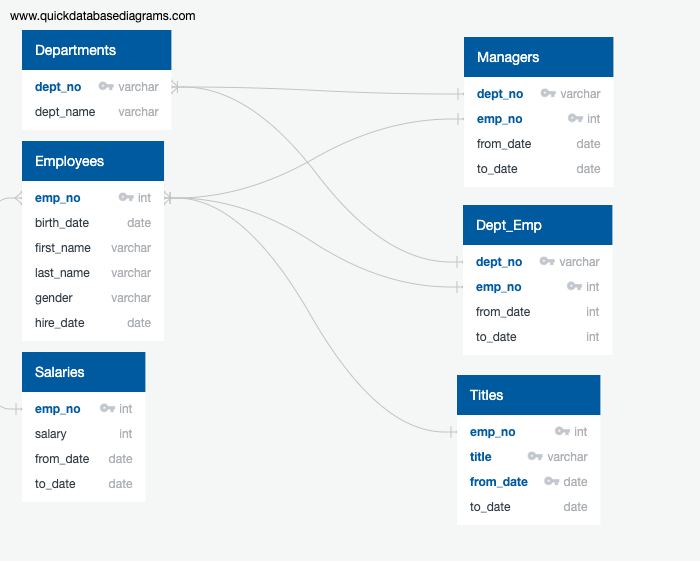 www.quickdatabasediagrams.com
Departments
dept_no varchar
dept_name varchar
Employees
emp_no int
birth_date date
first_name varchar
last_name varchar
gender varchar
hire_date date
Salaries
emp_no int
salary int
from_date date
to_date date
Managers
dept_no varchar
emp_no int
from_date date
to_date date
Dept_Emp
dept_no varchar
emp_no int
from_date int
to_date int
Titles
emp_no int
title varchar
from_date date
to_date date